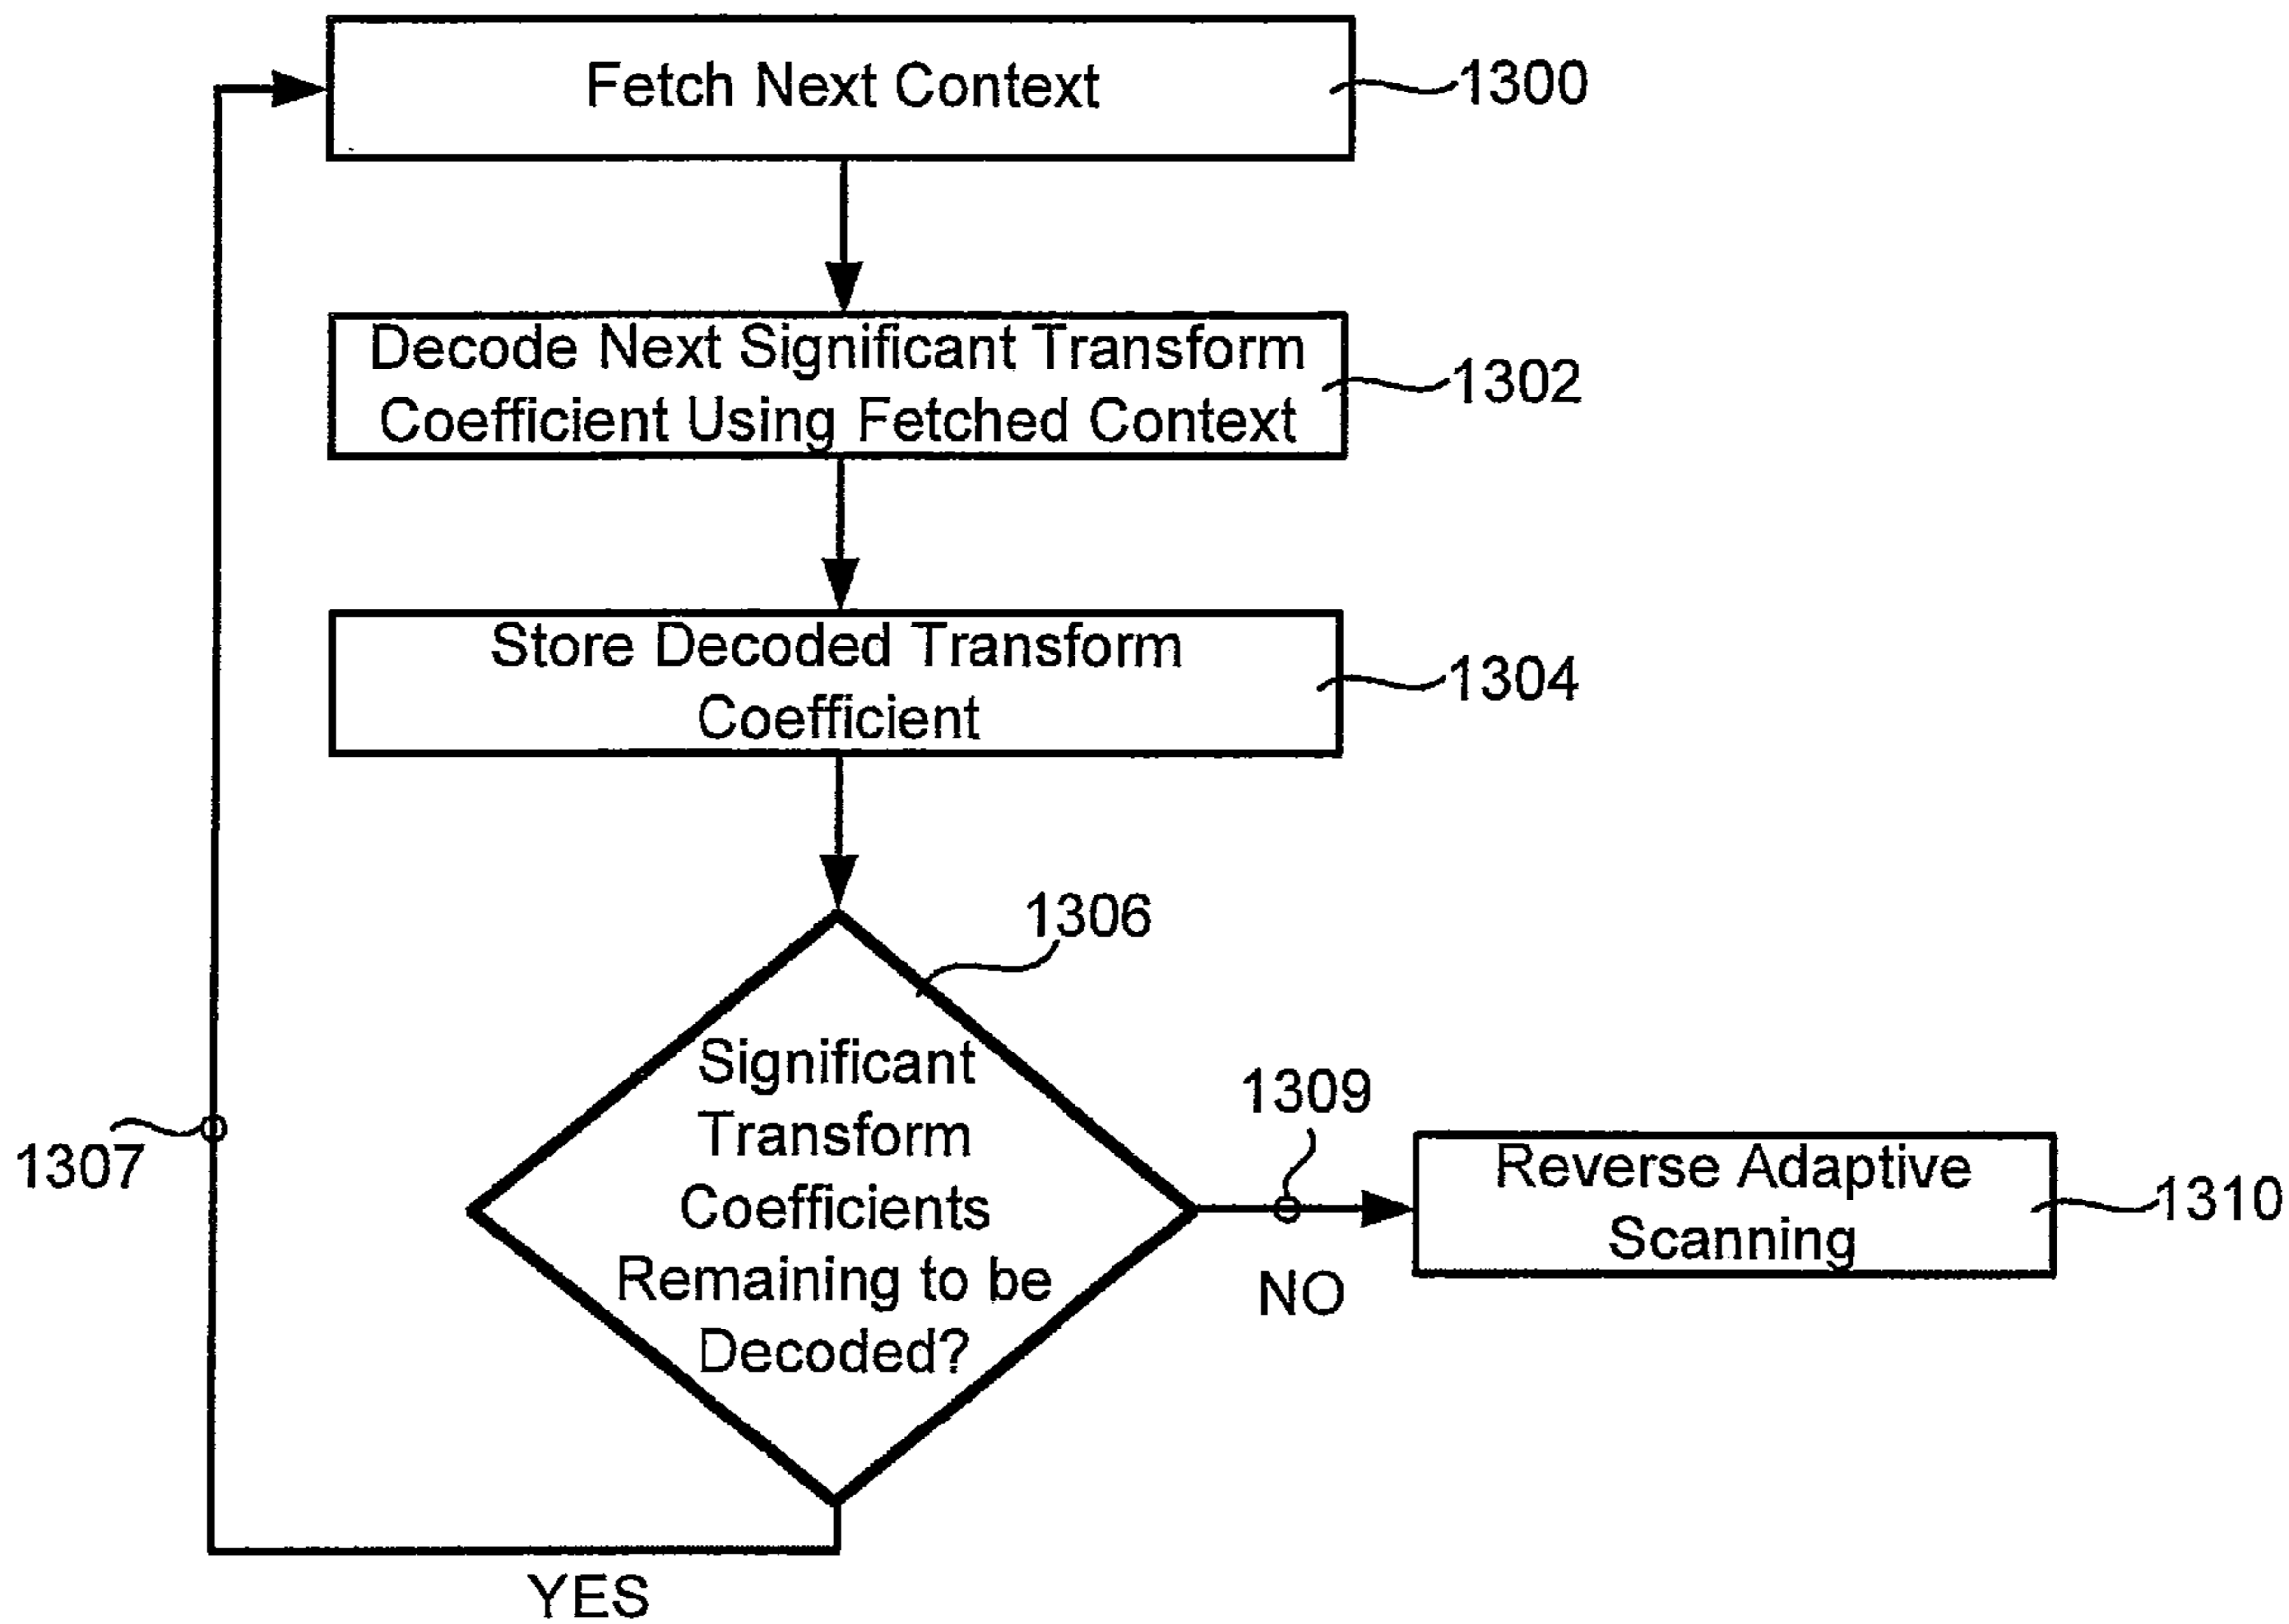 Fetch Next Context
1300
Decode Next Significant Transform
Coefficient Using Fetched Context
1302
Store Decoded Transform
Coefficient
1304
1306
Significant
Transform
Coefficients
Remaining to be
Decoded?
1307
1309
NO
Reverse Adaptive
Scanning
1310
YES